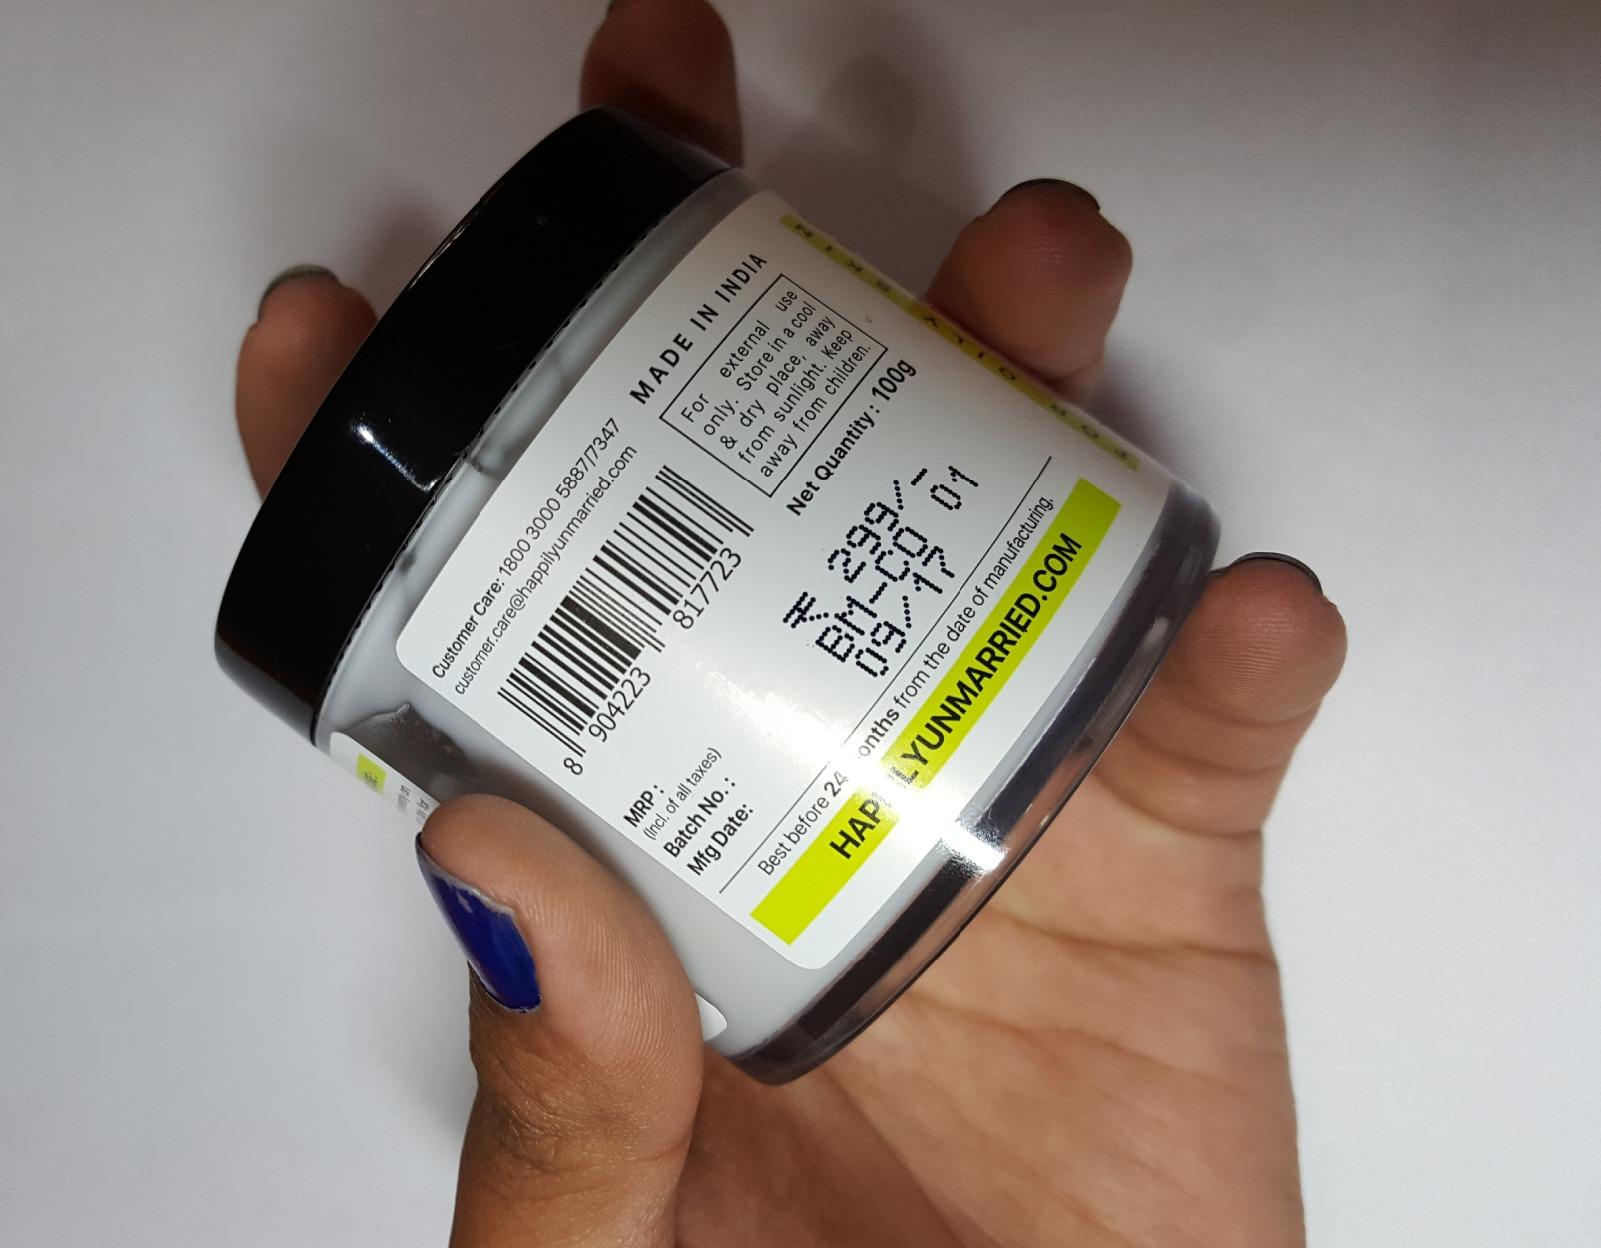 FOR OILY SKIN
MADE IN INDIA
For external use
only. Store in a cool
& dry place, away
from sunlight. Keep
away from children.
Customer Care: 1800 3000 5887/7347
customer.care@happilyunmarried.com
8 904223 817723
Net Quantity : 100g
MRP : ₹ 299/-
(Incl. of all taxes)
Batch No. : BM-CO 01
Mfg Date: 09/17
Best before 24 months from the date of manufacturing.
HAPPILYUNMARRIED.COM